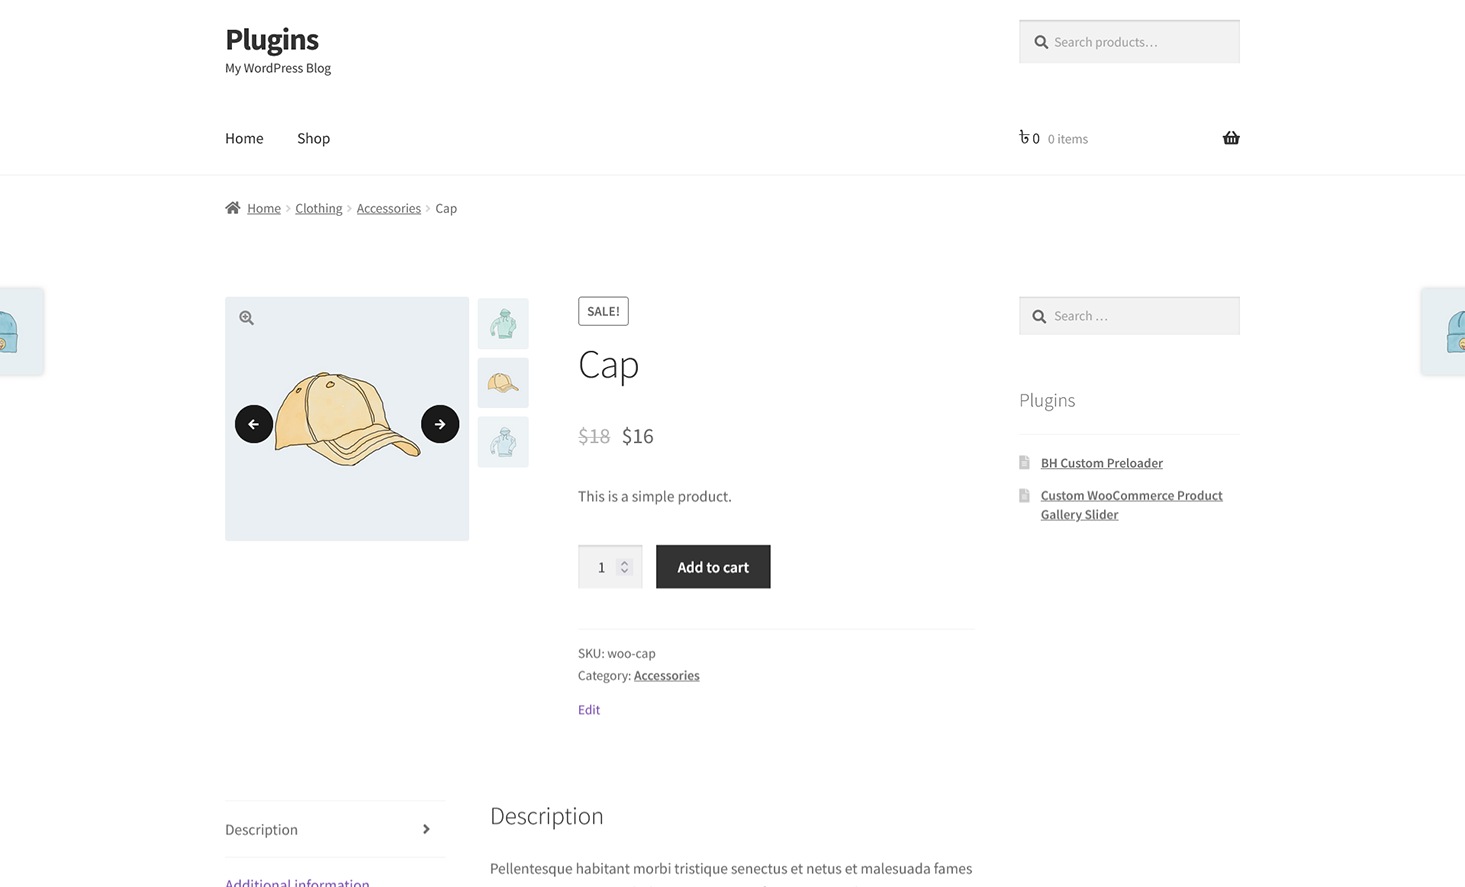 Plugins
My WordPress Blog
Search products…
Home
Shop
৳ 0 0 items
Home Clothing Accessories Cap
SALE!
Cap
$18 $16
This is a simple product.
1
Add to cart
SKU: woo-cap
Category: Accessories
Edit
Search …
Plugins
BH Custom Preloader
Custom WooCommerce Product
Gallery Slider
Description
Additional information
Description
Pellentesque habitant morbi tristique senectus et netus et malesuada fames